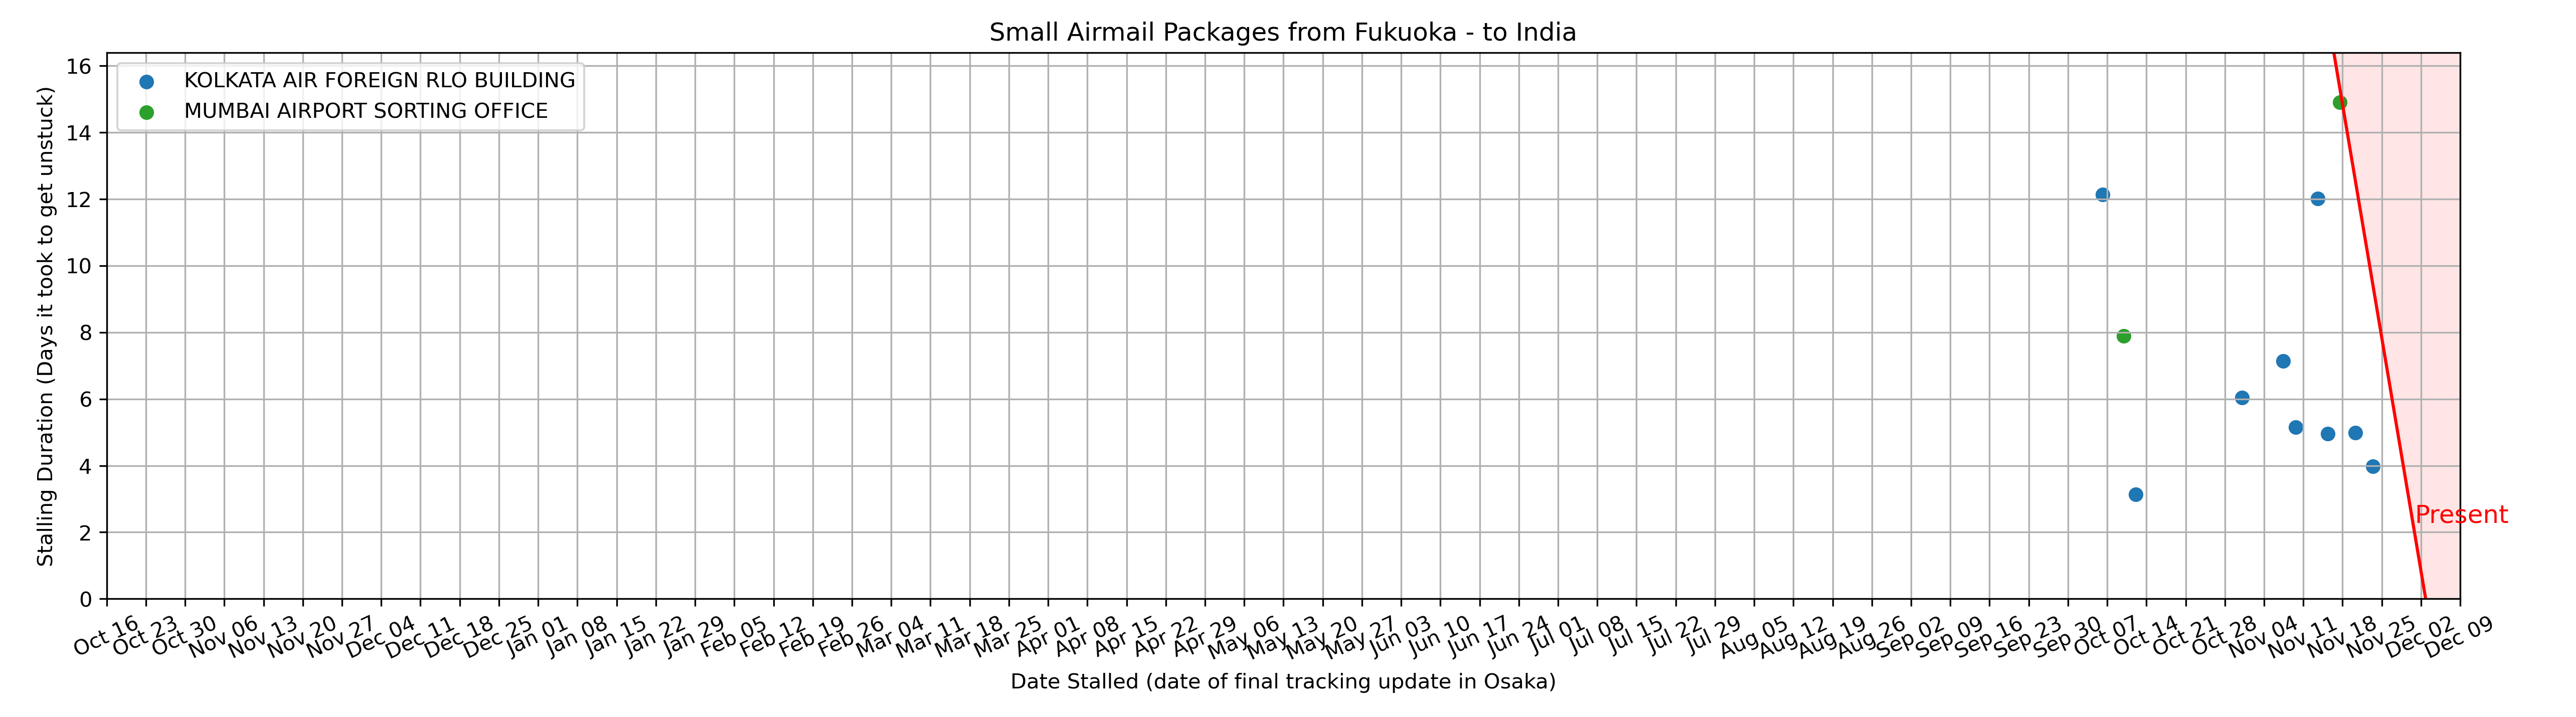 Small Airmail Packages from Fukuoka - to India
KOLKATA AIR FOREIGN RLO BUILDING
MUMBAI AIRPORT SORTING OFFICE
Stalling Duration (Days it took to get unstuck)
16
14
12
10
8
6
4
2
0
Present
Oct 16 Oct 23 Oct 30 Nov 06 Nov 13 Nov 20 Nov 27 Dec 04 Dec 11 Dec 18 Dec 25 Jan 01 Jan 08 Jan 15 Jan 22 Jan 29 Feb 05 Feb 12 Feb 19 Feb 26 Mar 04 Mar 11 Mar 18 Mar 25 Apr 01 Apr 08 Apr 15 Apr 22 Apr 29 May 06 May 13 May 20 May 27 Jun 03 Jun 10 Jun 17 Jun 24 Jul 01 Jul 08 Jul 15 Jul 22 Jul 29 Aug 05 Aug 12 Aug 19 Aug 26 Sep 02 Sep 09 Sep 16 Sep 23 Sep 30 Oct 07 Oct 14 Oct 21 Oct 28 Nov 04 Nov 11 Nov 18 Nov 25 Dec 02 Dec 09
Date Stalled (date of final tracking update in Osaka)